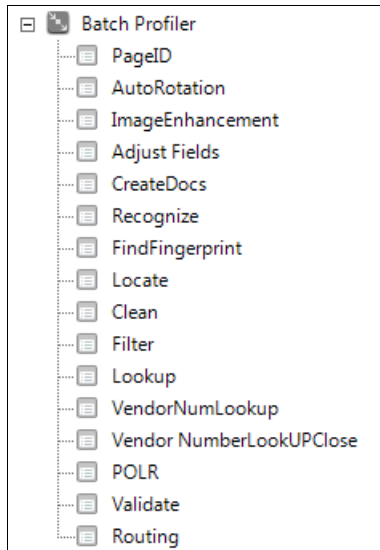 Batch Profiler
PageID
AutoRotation
ImageEnhancement
Adjust Fields
CreateDocs
Recognize
FindFingerprint
Locate
Clean
Filter
Lookup
VendorNumLookup
Vendor NumberLookUPClose
POLR
Validate
Routing